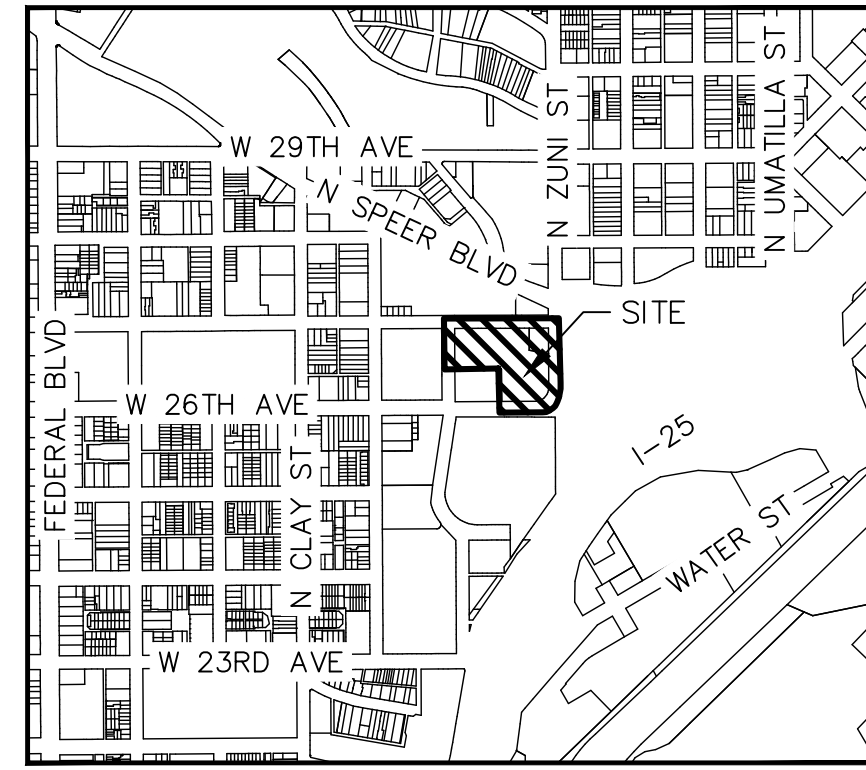 W 29TH AVE
N ZUNI ST
N UMATILLA ST
N SPEER BLVD
SITE
FEDERAL BLVD
W 26TH AVE
N CLAY ST
I-25
WATER ST
W 23RD AVE